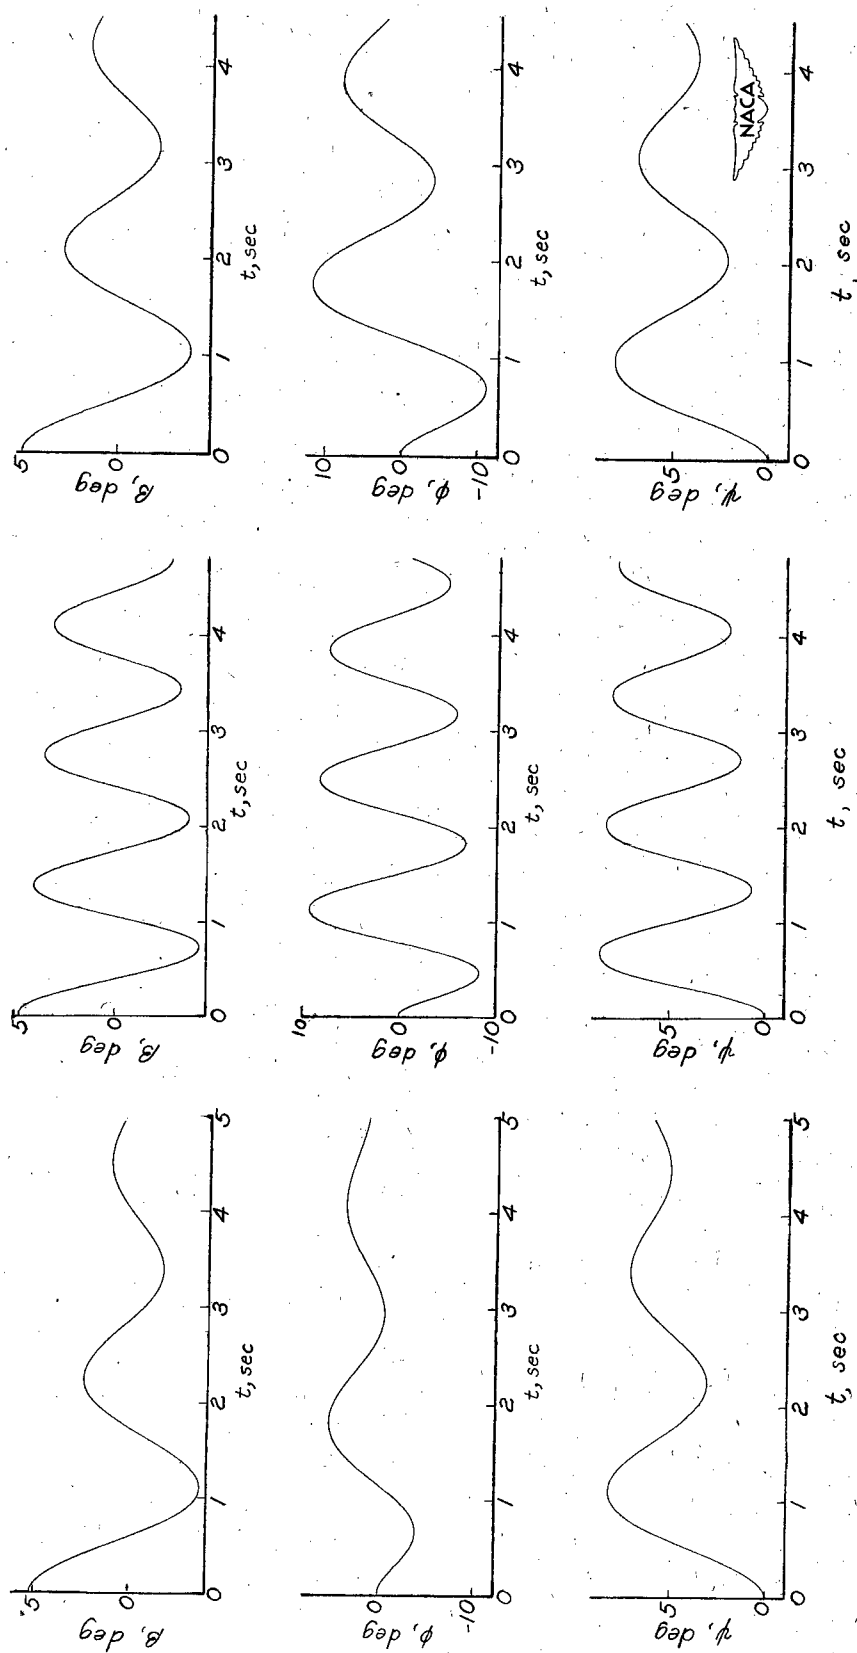 β, deg
5
0
0 1 2 3 4 5
t, sec
φ, deg
0
-10
0 1 2 3 4 5
t, sec
ψ, deg
5
0
0 1 2 3 4 5
t, sec
β, deg
5
0
0 1 2 3 4
t, sec
φ, deg
10
0
-10
0 1 2 3 4
t, sec
ψ, deg
5
0
0 1 2 3 4
t, sec
β, deg
5
0
0 1 2 3 4
t, sec
φ, deg
10
0
-10
0 1 2 3 4
t, sec
ψ, deg
5
0
0 1 2 3 4
t, sec
NACA